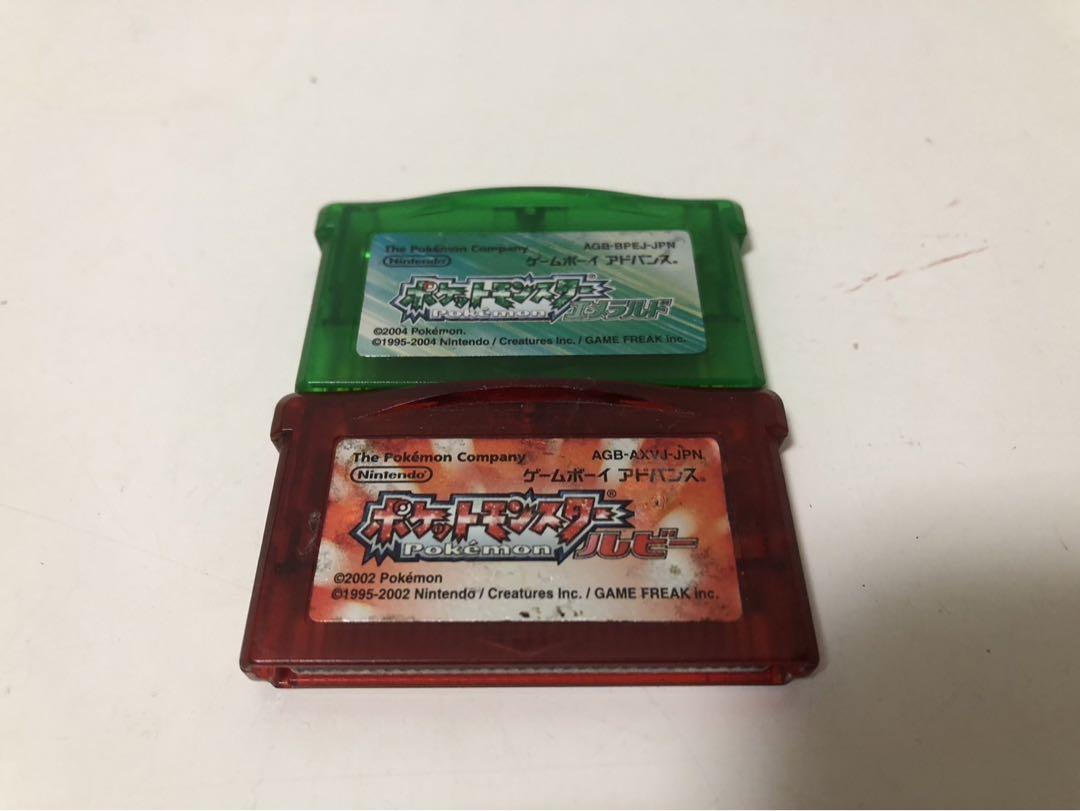 The Pokémon Company
AGB-BPEJ-JPN
Nintendo
ゲームボーイ アドバンス®
ポケットモンスター®
Pokémon
エメラルド
©2004 Pokémon.
©1995-2004 Nintendo / Creatures Inc. / GAME FREAK inc.
The Pokémon Company
AGB-AXVJ-JPN
Nintendo
ゲームボーイ アドバンス®
ポケットモンスター®
Pokémon
ルビー
©2002 Pokémon
©1995-2002 Nintendo / Creatures Inc. / GAME FREAK inc.